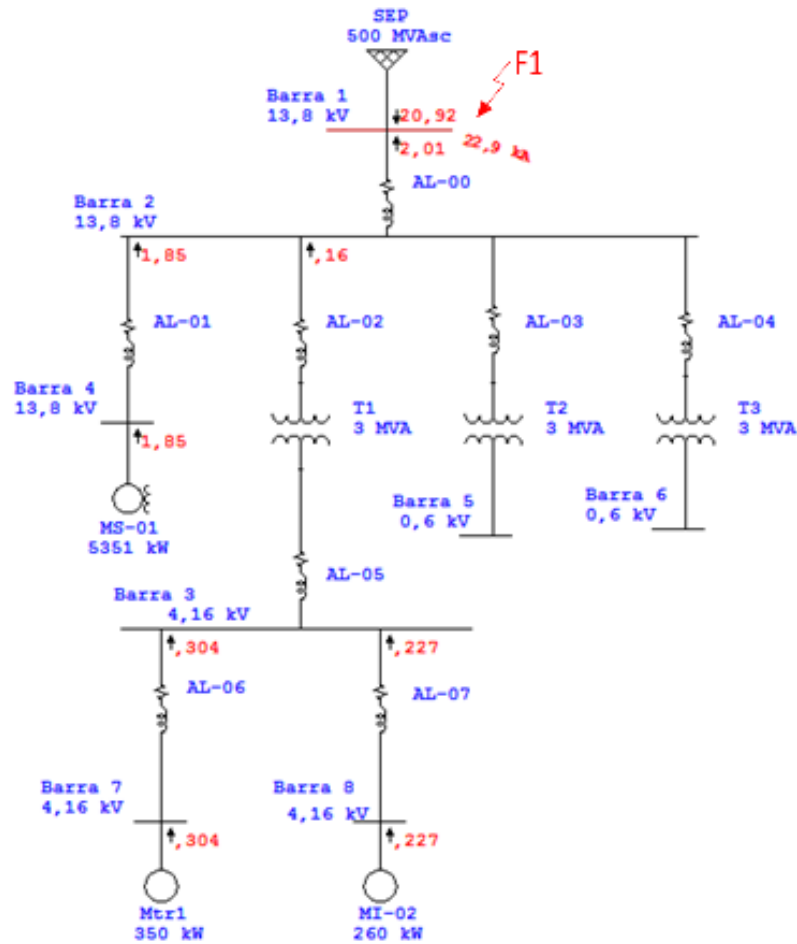 SEP
500 MVAsc
F1
Barra 1
13,8 kV
20,92
2,01
22,9 kA
AL-00
Barra 2
13,8 kV
1,85
,16
AL-01
AL-02
AL-03
AL-04
Barra 4
13,8 kV
1,85
T1
3 MVA
T2
3 MVA
T3
3 MVA
MS-01
5351 kW
Barra 5
0,6 kV
Barra 6
0,6 kV
AL-05
Barra 3
4,16 kV
,304
,227
AL-06
AL-07
Barra 7
4,16 kV
Barra 8
4,16 kV
,304
,227
Mtr1
350 kW
MI-02
260 kW